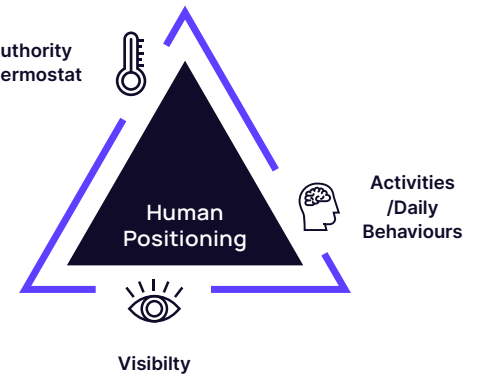 uthority
ermostat
Activities
/Daily
Behaviours
Human
Positioning
Visibilty